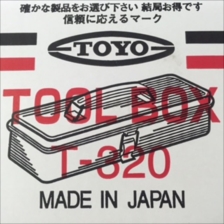 確かな製品をお選び下さい 結局お得です
信頼に応えるマーク
TOYO
TOOL BOX
T-320
MADE IN JAPAN